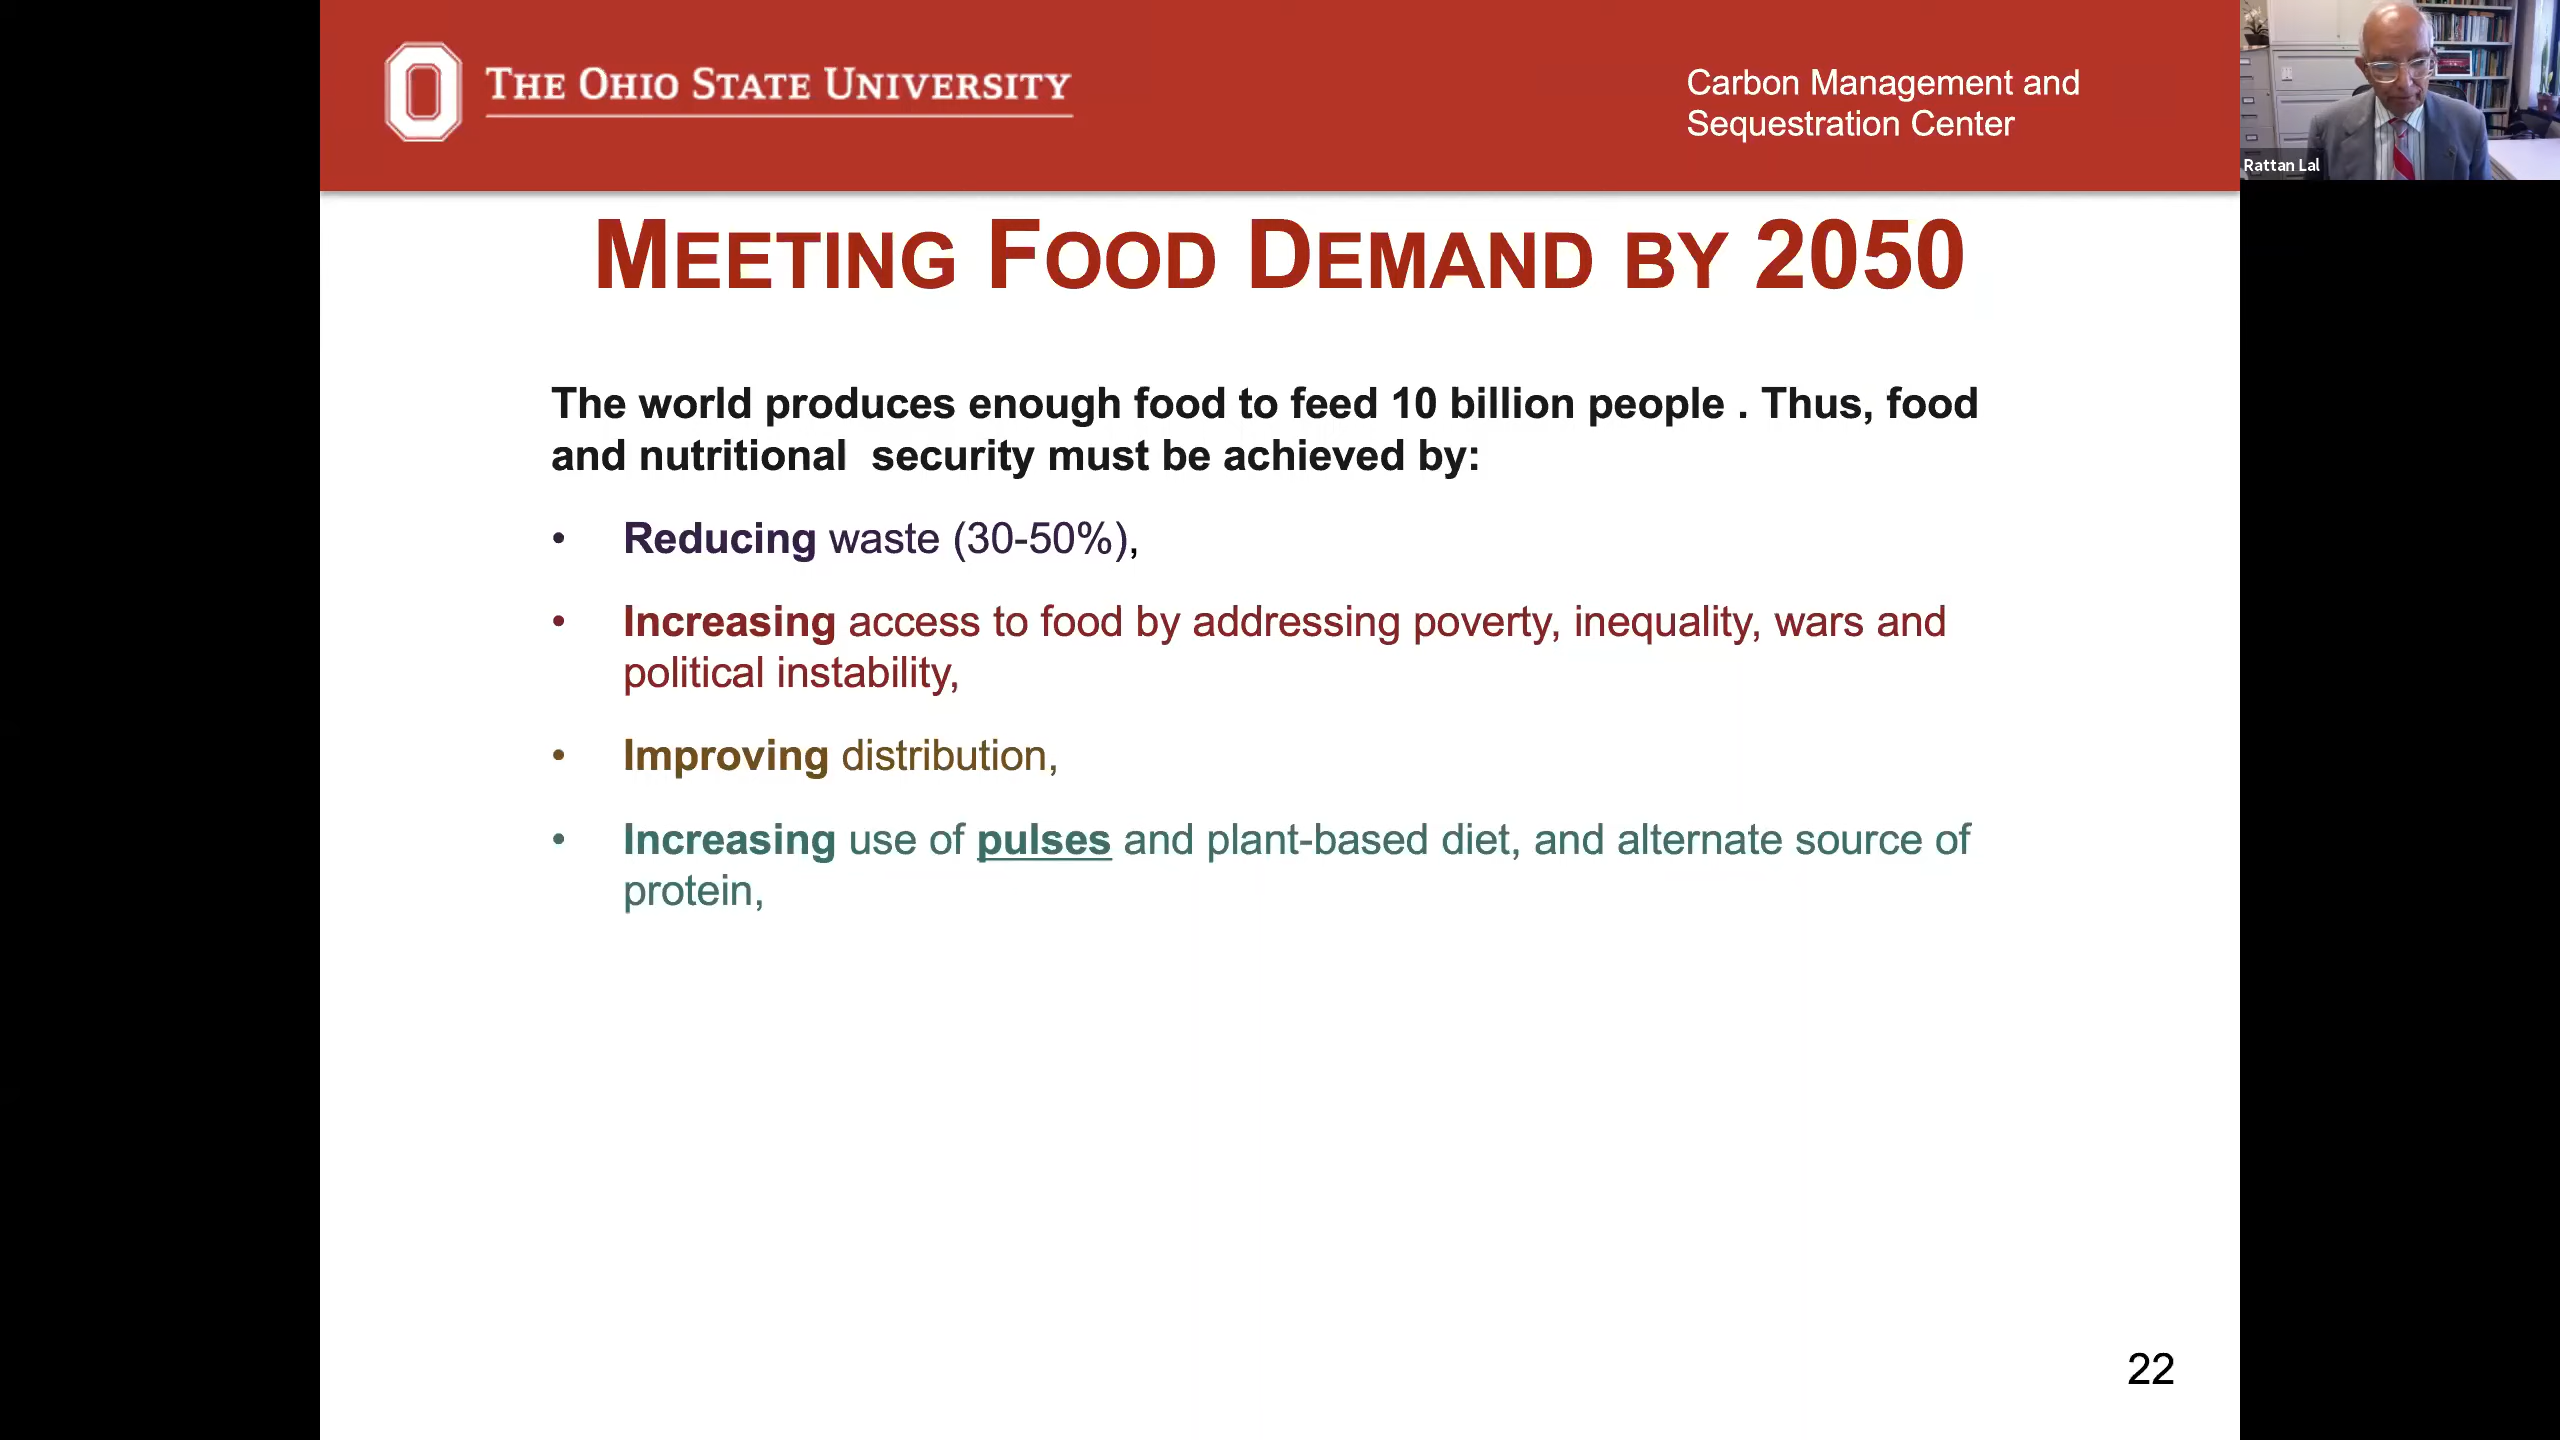 THE OHIO STATE UNIVERSITY
Carbon Management and
Sequestration Center
Rattan Lal
MEETING FOOD DEMAND BY 2050
The world produces enough food to feed 10 billion people . Thus, food
and nutritional  security must be achieved by:
• Reducing waste (30-50%),
• Increasing access to food by addressing poverty, inequality, wars and
political instability,
• Improving distribution,
• Increasing use of pulses and plant-based diet, and alternate source of
protein,
22